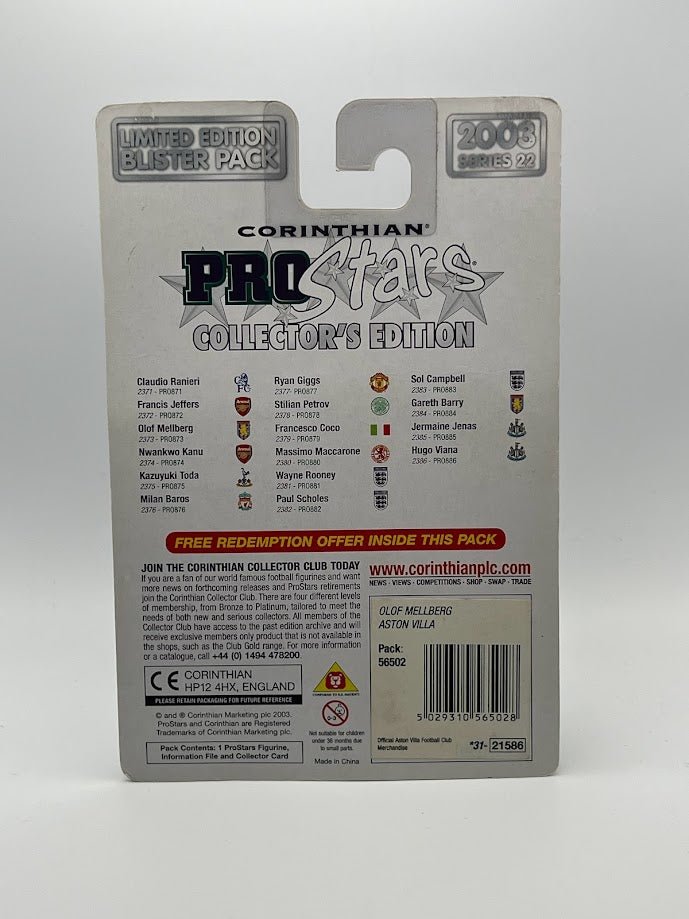 LIMITED EDITION
BLISTER PACK
2003
SERIES 22
CORINTHIAN®
PROStars®
COLLECTOR'S EDITION
Claudio Ranieri
2371 - PRO871
Francis Jeffers
2372 - PRO872
Olof Mellberg
2373 - PRO873
Nwankwo Kanu
2374 - PRO874
Kazuyuki Toda
2375 - PRO875
Milan Baros
2376 - PRO876
Ryan Giggs
2377 - PRO877
Stilian Petrov
2378 - PRO878
Francesco Coco
2379 - PRO879
Massimo Maccarone
2380 - PRO880
Wayne Rooney
2381 - PRO881
Paul Scholes
2382 - PRO882
Sol Campbell
2383 - PRO883
Gareth Barry
2384 - PRO884
Jermaine Jenas
2385 - PRO885
Hugo Viana
2386 - PRO886
FREE REDEMPTION OFFER INSIDE THIS PACK
JOIN THE CORINTHIAN COLLECTOR CLUB TODAY
If you are a fan of our world famous football figurines and want
more news on forthcoming releases and ProStars retirements
join the Corinthian Collector Club. There are four different levels
of membership, from Bronze to Platinum, tailored to meet the
needs of both new and serious collectors. All members of the
Collector Club have access to the past edition archive and will
receive exclusive members only product that is not available in
the shops, such as the Club Gold range. For more information
or a catalogue, call +44 (0) 1494 478200.
www.corinthianplc.com
NEWS · VIEWS · COMPETITIONS · SHOP · SWAP · TRADE
OLOF MELLBERG
ASTON VILLA
Pack:
56502
5 029310 565028
Official Aston Villa Football Club
Merchandise
*31- 21586
CE CORINTHIAN
HP12 4HX, ENGLAND
PLEASE RETAIN PACKAGING FOR FUTURE REFERENCE
© and ® Corinthian Marketing plc 2003.
ProStars and Corinthian are Registered
Trademarks of Corinthian Marketing plc.
Pack Contents: 1 ProStars Figurine,
Information File and Collector Card
0-3
Not suitable for children
under 36 months due
to small parts.
Made in China